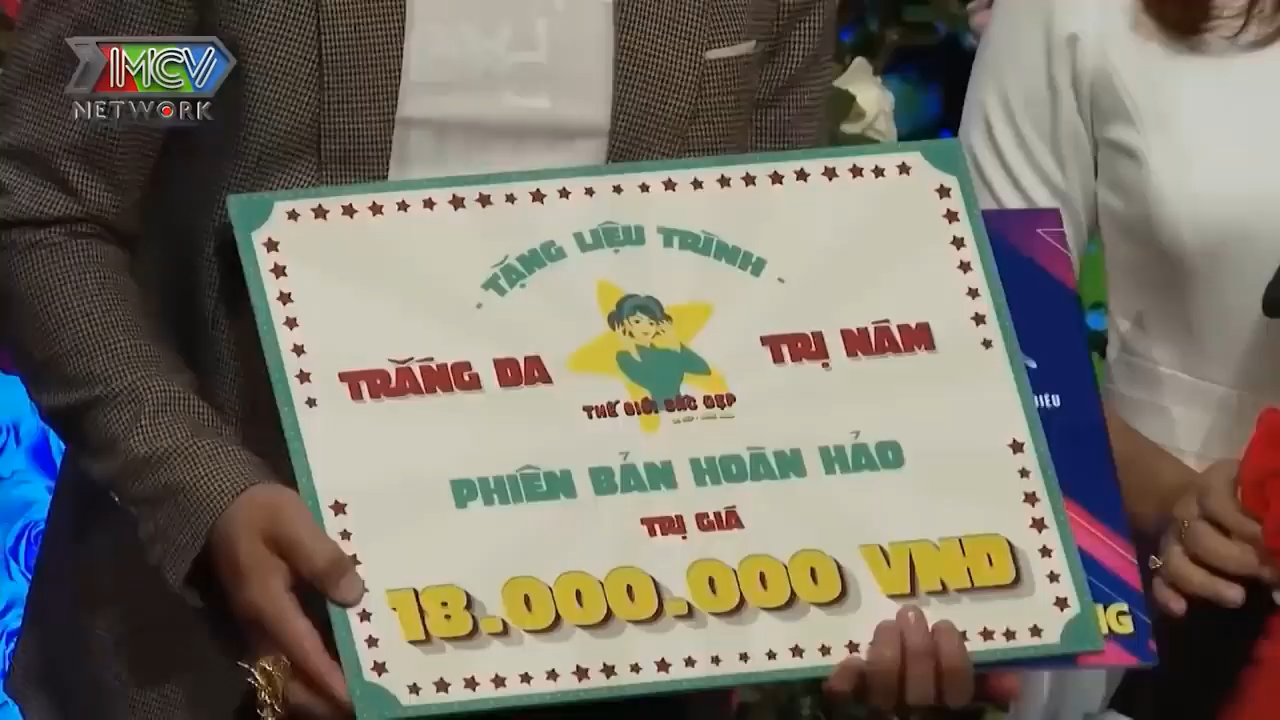 MCV
NETWORK
TẶNG LIỆU TRÌNH
TRẮNG DA
TRỊ NÁM
THẾ GIỚI SẮC ĐẸP
PHIÊN BẢN HOÀN HẢO
TRỊ GIÁ
18.000.000 VND